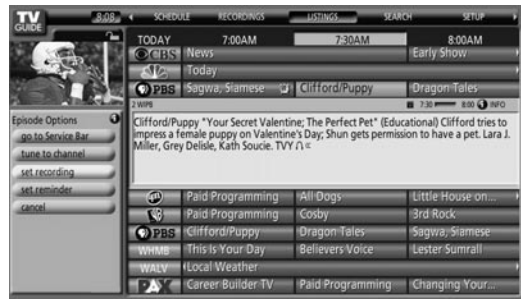 TV GUIDE
8:08
SCHEDULE RECORDINGS LISTINGS SEARCH SETUP
TODAY 7:00AM 7:30AM 8:00AM
CBS News Early Show
Today
PBS Sagwa, Siamese Clifford/Puppy Dragon Tales
2 WIPB 7:30 8:00 INFO
Clifford/Puppy "Your Secret Valentine; The Perfect Pet" (Educational) Clifford tries to
impress a female puppy on Valentine's Day; Shun gets permission to have a pet. Lara J.
Miller, Grey Delisle, Kath Soucie. TVY
Episode Options
go to Service Bar
tune to channel
set recording
set reminder
cancel
Paid Programming All Dogs Little House on...
Paid Programming Cosby 3rd Rock
PBS Clifford/Puppy Dragon Tales Sagwa, Siamese
WHMB This Is Your Day Believers Voice Lester Sumrall
WALV Local Weather
PAX Career Builder TV Paid Programming Changing Your...